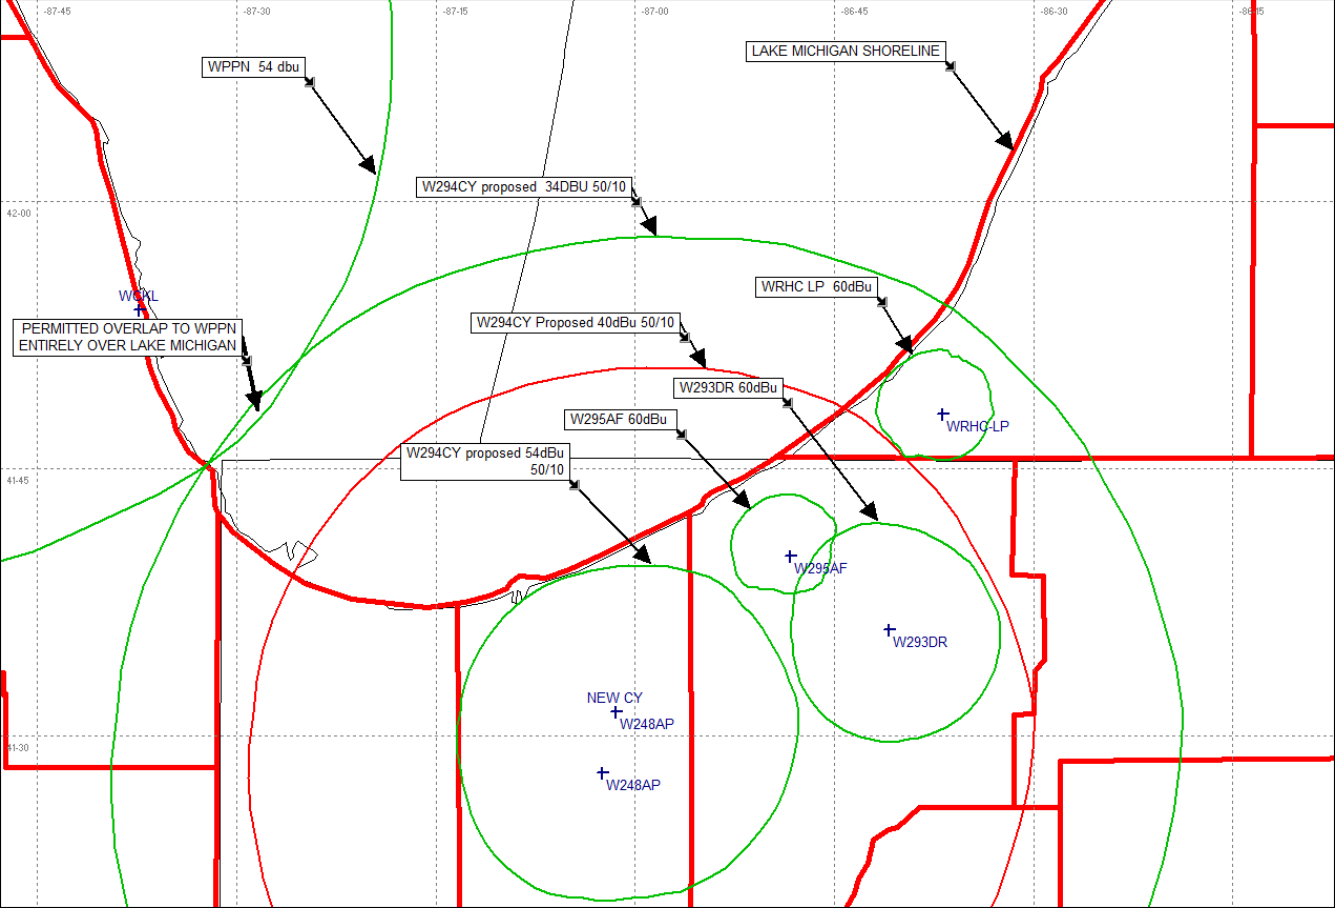 -87-45
-87-30
-87-15
-87-00
-86-45
-86-30
-86-15
LAKE MICHIGAN SHORELINE
WPPN 54 dbu
W294CY proposed 34DBU 50/10
42-00
WRHC LP 60dBu
PERMITTED OVERLAP TO WPPN
ENTIRELY OVER LAKE MICHIGAN
W294CY Proposed 40dBu 50/10
W293DR 60dBu
W295AF 60dBu
WRHC-LP
W294CY proposed 54dBu
50/10
41-45
W295AF
W293DR
NEW CY
W248AP
41-30
W248AP